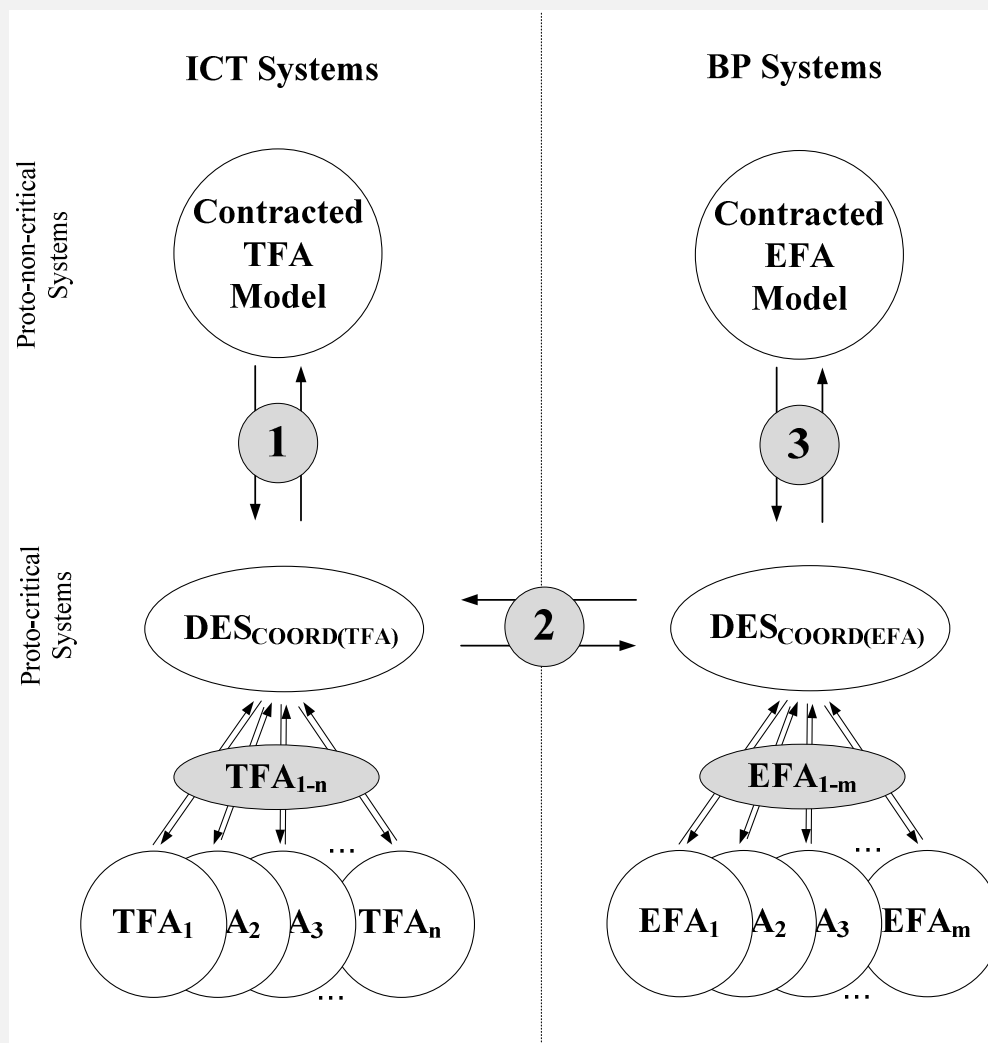 ICT Systems
BP Systems
Proto-non-critical
Systems
Contracted
TFA
Model
Contracted
EFA
Model
1
3
Proto-critical
Systems
DESCOORD(TFA)
2
DESCOORD(EFA)
TFA1-n
EFA1-m
...
...
TFA1
A2
A3
TFAn
EFA1
A2
A3
EFAm
...
...